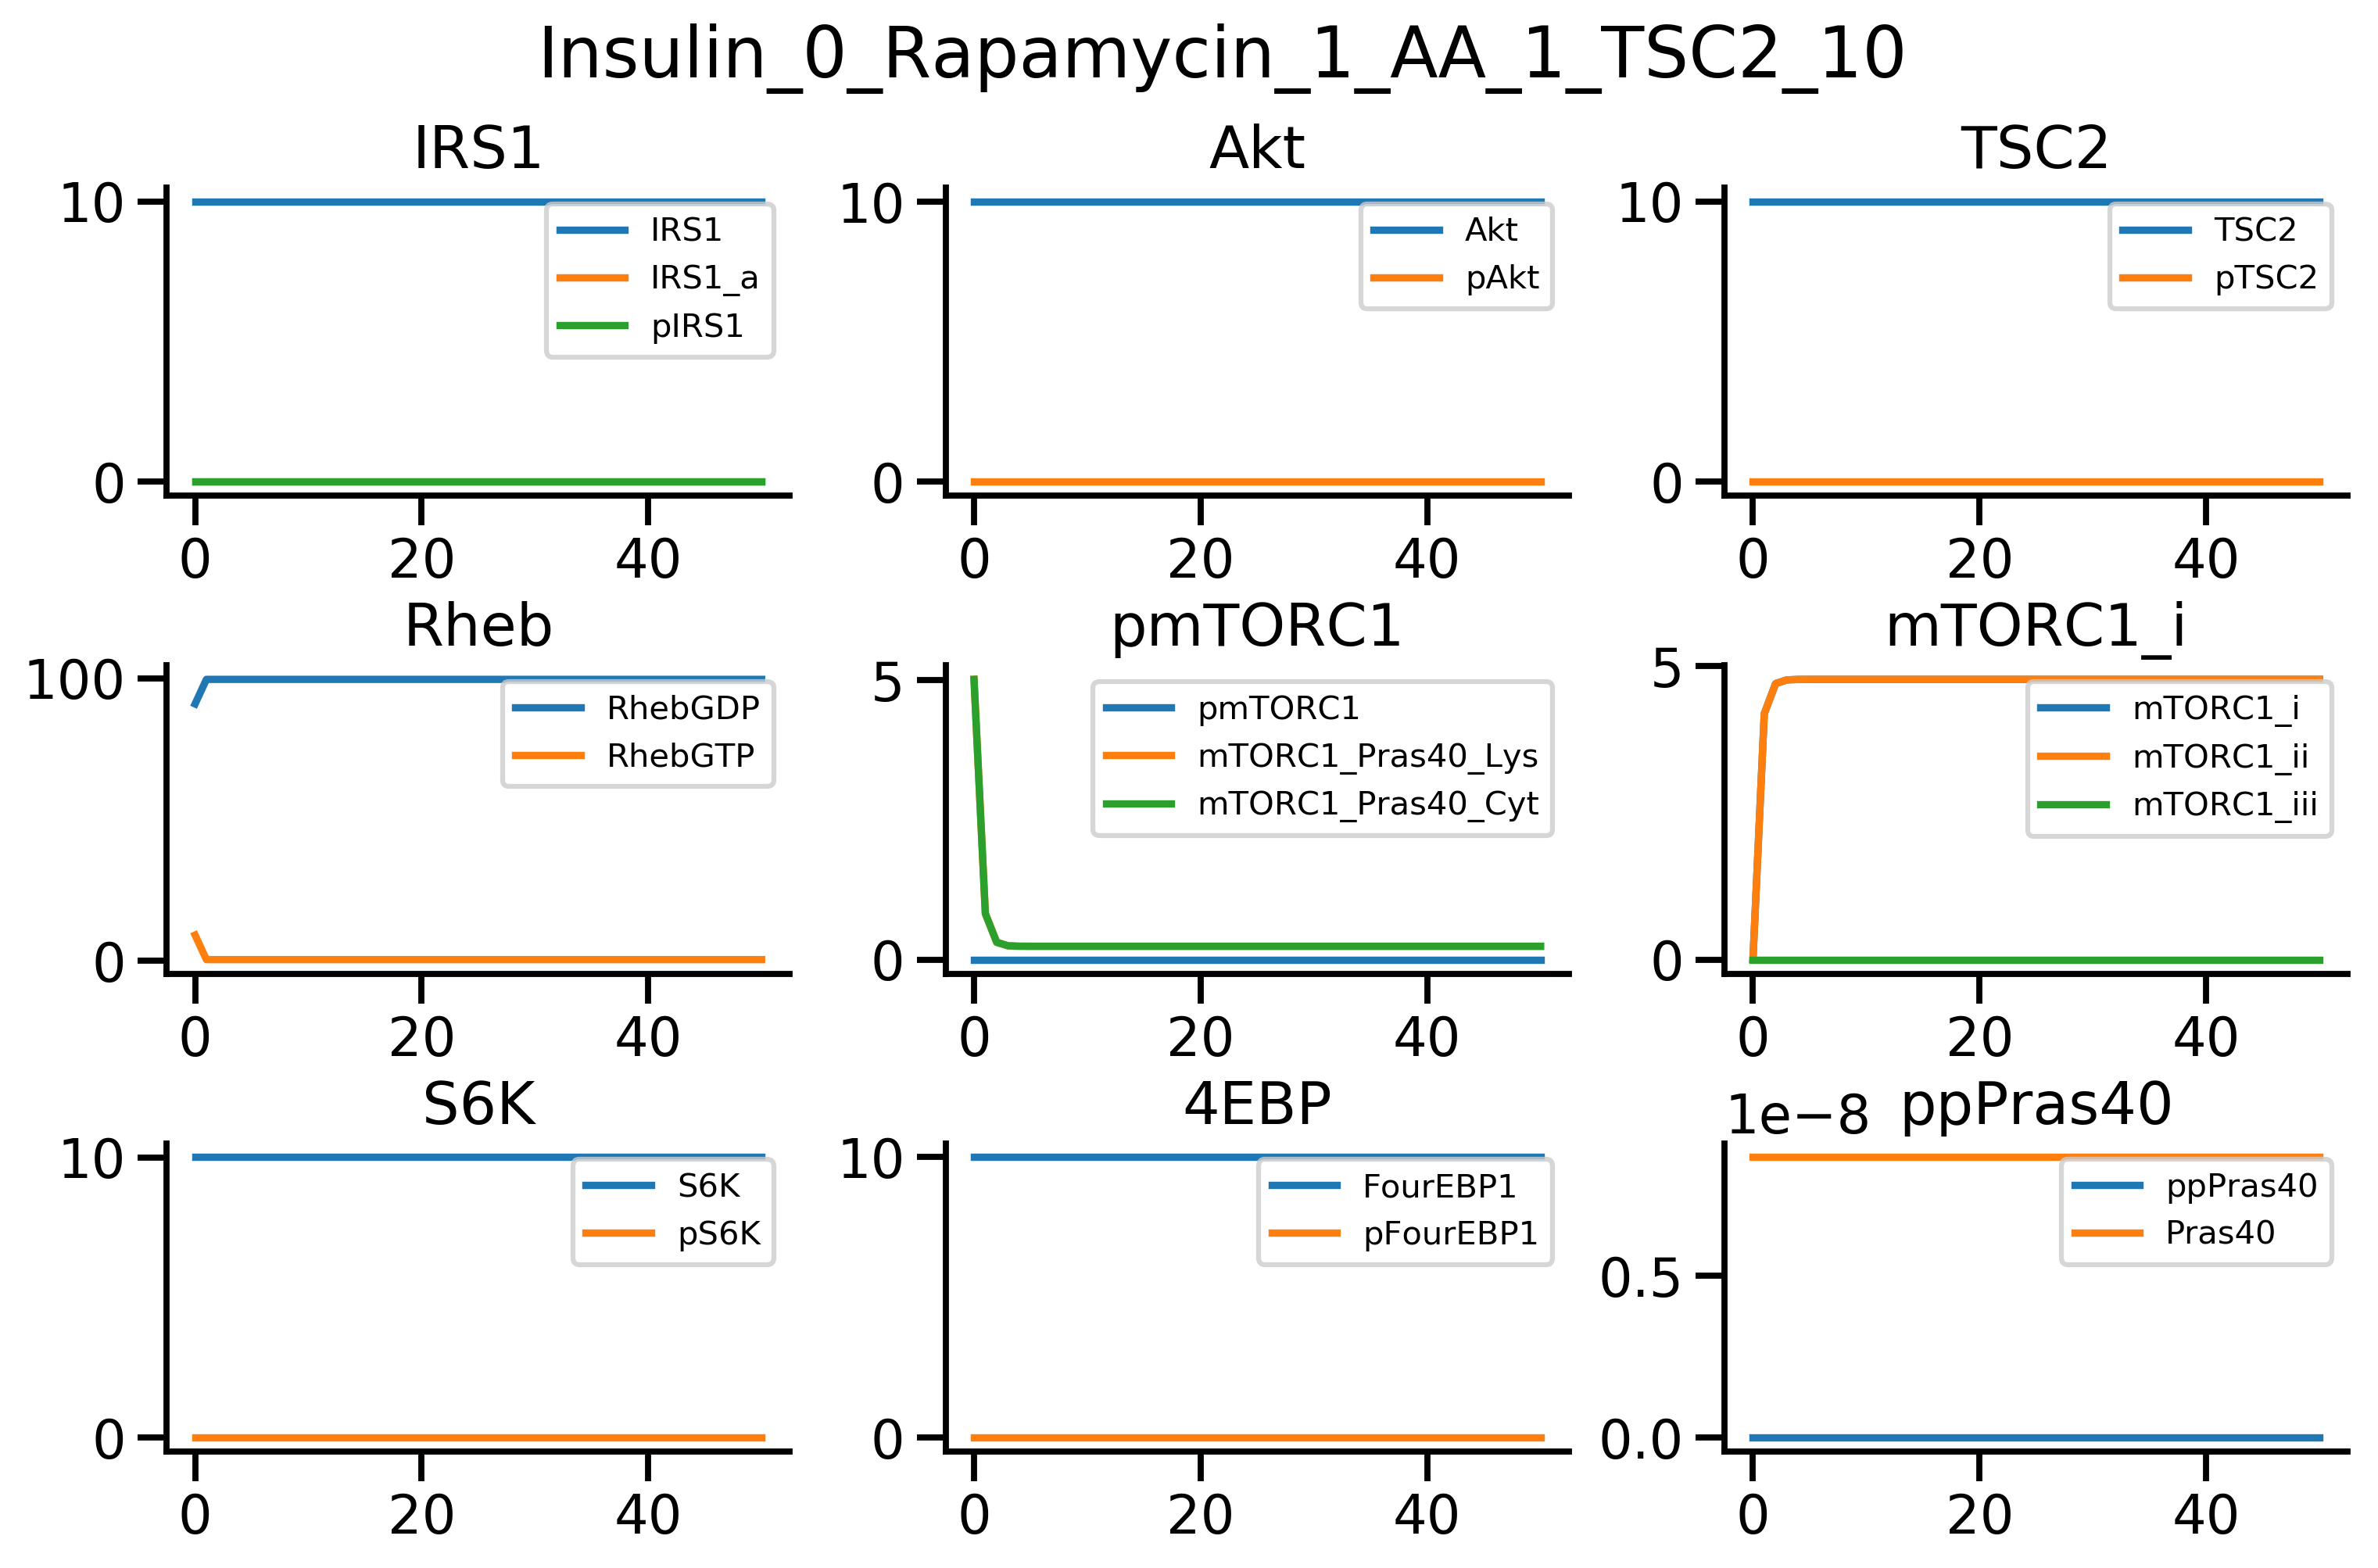 Insulin_0_Rapamycin_1_AA_1_TSC2_10
IRS1
10
0
0 20 40
IRS1
IRS1_a
pIRS1
Akt
10
0
0 20 40
Akt
pAkt
TSC2
10
0
0 20 40
TSC2
pTSC2
Rheb
100
0
0 20 40
RhebGDP
RhebGTP
pmTORC1
5
0
0 20 40
pmTORC1
mTORC1_Pras40_Lys
mTORC1_Pras40_Cyt
mTORC1_i
5
0
0 20 40
mTORC1_i
mTORC1_ii
mTORC1_iii
S6K
10
0
0 20 40
S6K
pS6K
4EBP
10
0
0 20 40
FourEBP1
pFourEBP1
1e−8 ppPras40
0.5
0.0
0 20 40
ppPras40
Pras40